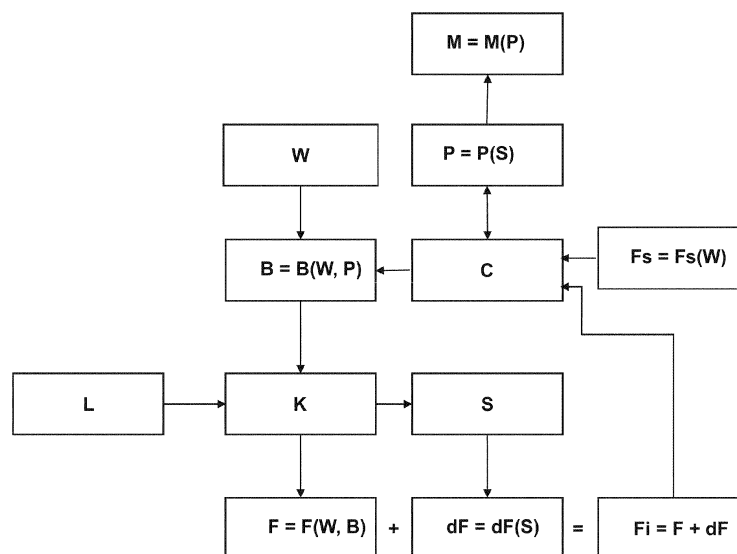 M = M(P)
W
P = P(S)
B = B(W, P)
C
Fs = Fs(W)
L
K
S
F = F(W, B) + dF = dF(S) = Fi = F + dF